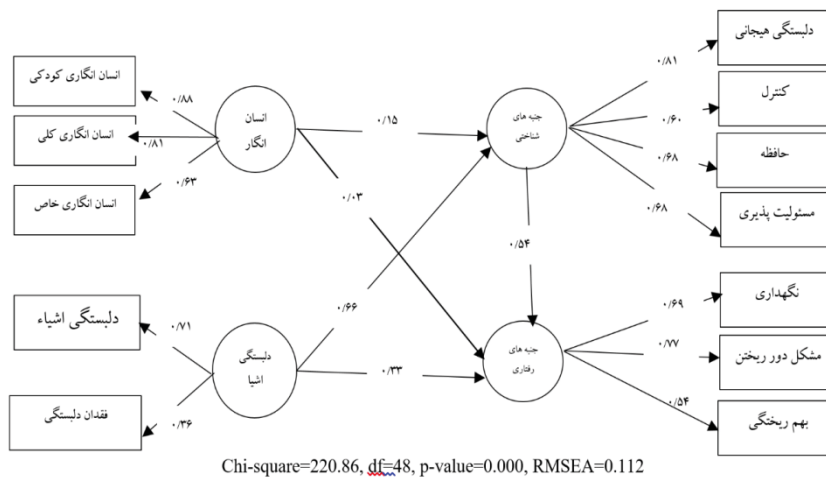 دلبستگی هیجانی
انسان انگاری کودکی
۰/۸۸
۰/۸۱
انسان
انگار
جنبه های
شناختی
کنترل
۰/۶۰
انسان انگاری کلی
۰/۸۱
۰/۱۵
۰/۶۸
حافظه
انسان انگاری خاص
۰/۶۳
۰/۰۳
۰/۶۸
مسئولیت پذیری
۰/۵۴
۰/۶۶
نگهداری
۰/۶۹
دلبستگی اشیاء
۰/۷۱
دلبستگی
اشیا
جنبه های
رفتاری
۰/۳۳
۰/۷۷
مشکل دور ریختن
فقدان دلبستگی
۰/۳۶
۰/۵۴
بهم ریختگی
Chi-square=220.86, df=48, p-value=0.000, RMSEA=0.112